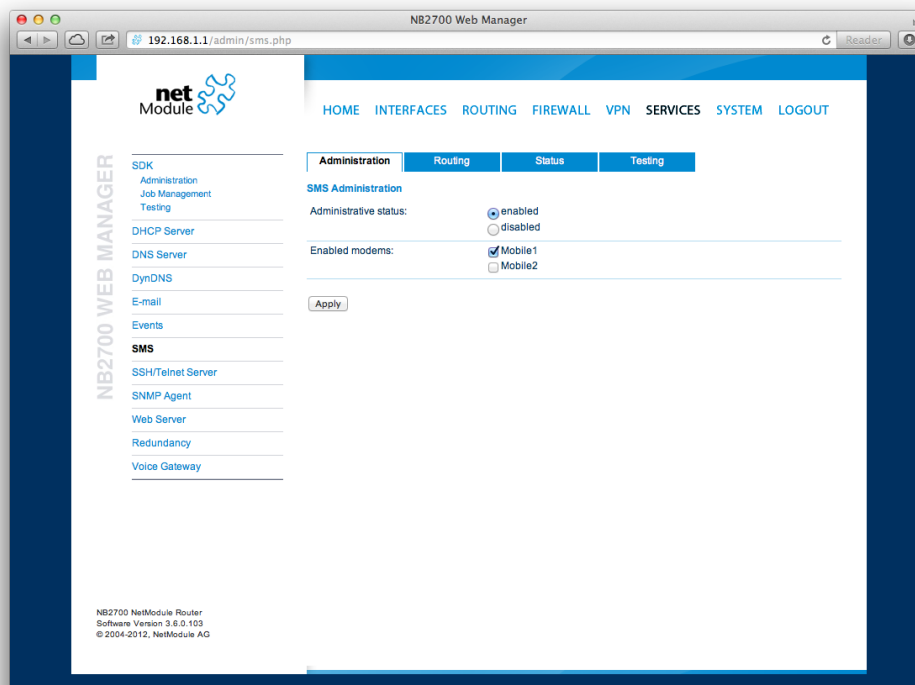 NB2700 Web Manager
192.168.1.1/admin/sms.php
Reader
net
Module
HOME INTERFACES ROUTING FIREWALL VPN SERVICES SYSTEM LOGOUT
NB2700 WEB MANAGER
SDK
Administration
Job Management
Testing
DHCP Server
DNS Server
DynDNS
E-mail
Events
SMS
SSH/Telnet Server
SNMP Agent
Web Server
Redundancy
Voice Gateway
Administration Routing Status Testing
SMS Administration
Administrative status: enabled
disabled
Enabled modems: Mobile1
Mobile2
Apply
NB2700 NetModule Router
Software Version 3.6.0.103
© 2004-2012, NetModule AG